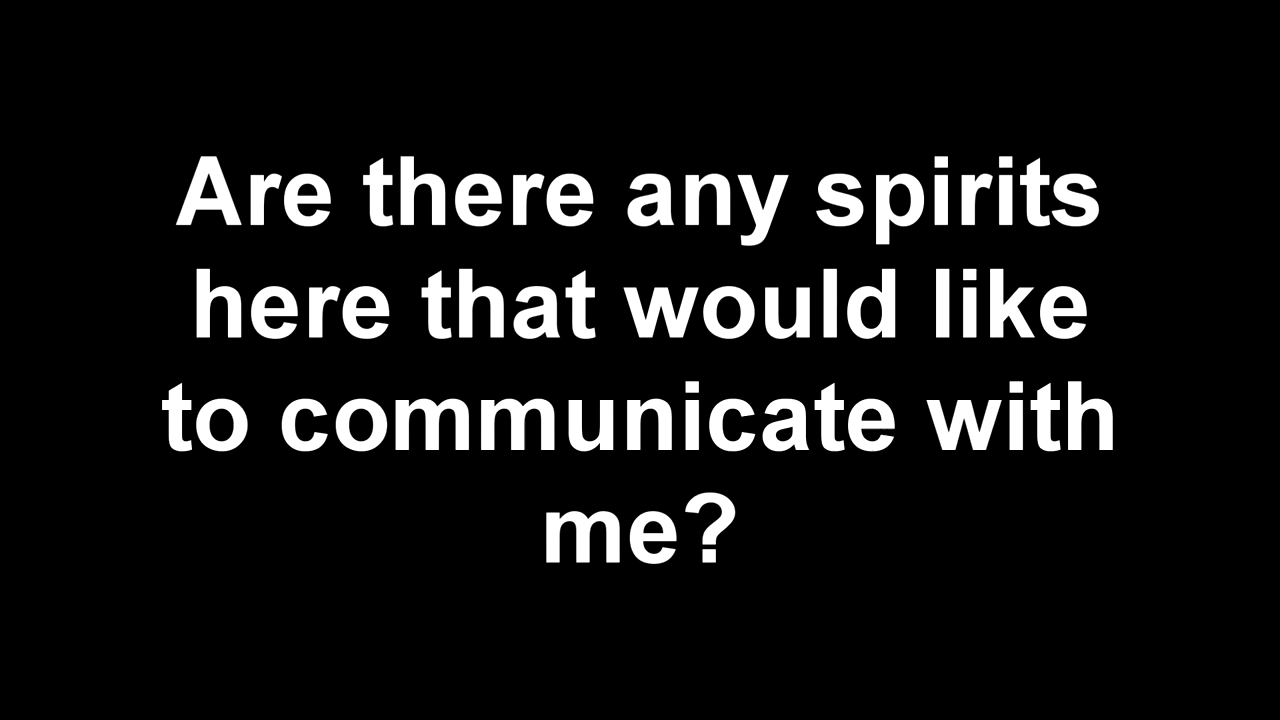 Are there any spirits
here that would like
to communicate with
me?